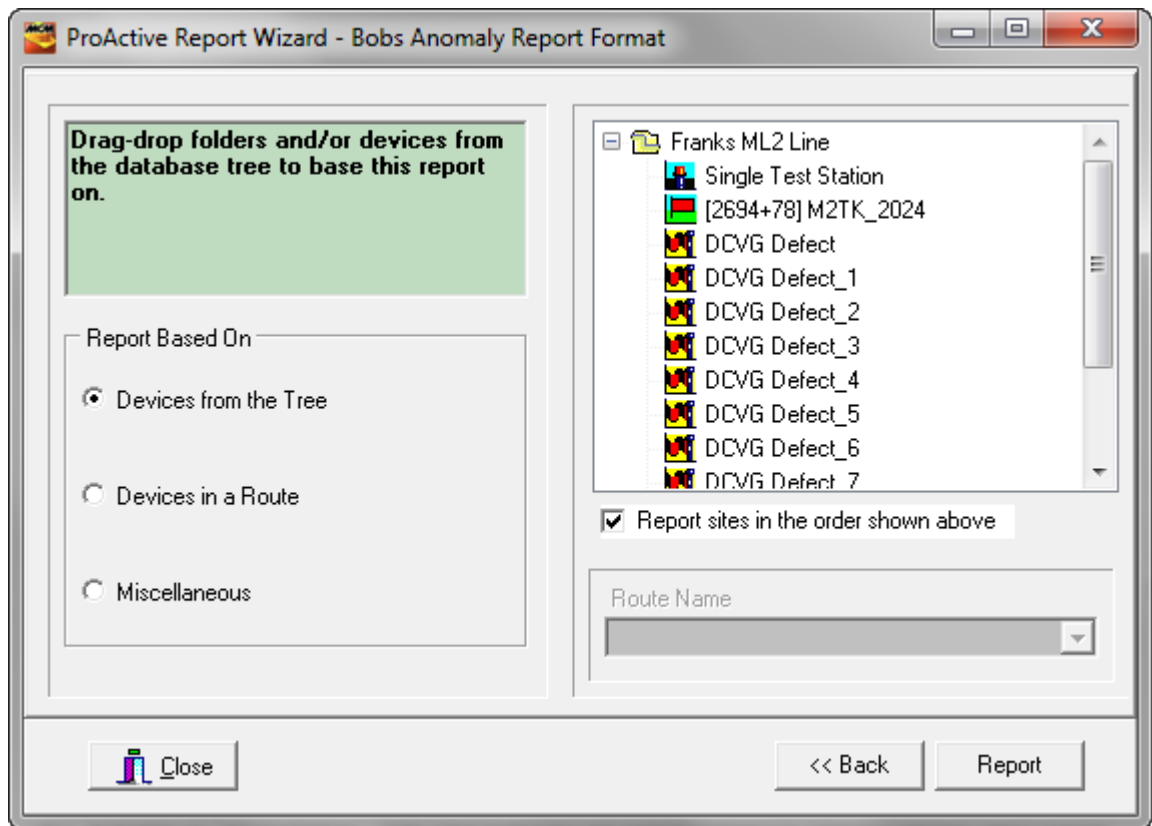 MCM
ProActive Report Wizard - Bobs Anomaly Report Format
Drag-drop folders and/or devices from
the database tree to base this report
on.
Report Based On
Devices from the Tree
Devices in a Route
Miscellaneous
Franks ML2 Line
Single Test Station
[2694+78] M2TK_2024
DCVG Defect
DCVG Defect_1
DCVG Defect_2
DCVG Defect_3
DCVG Defect_4
DCVG Defect_5
DCVG Defect_6
DCVG Defect_7
Report sites in the order shown above
Route Name
Close
<< Back
Report